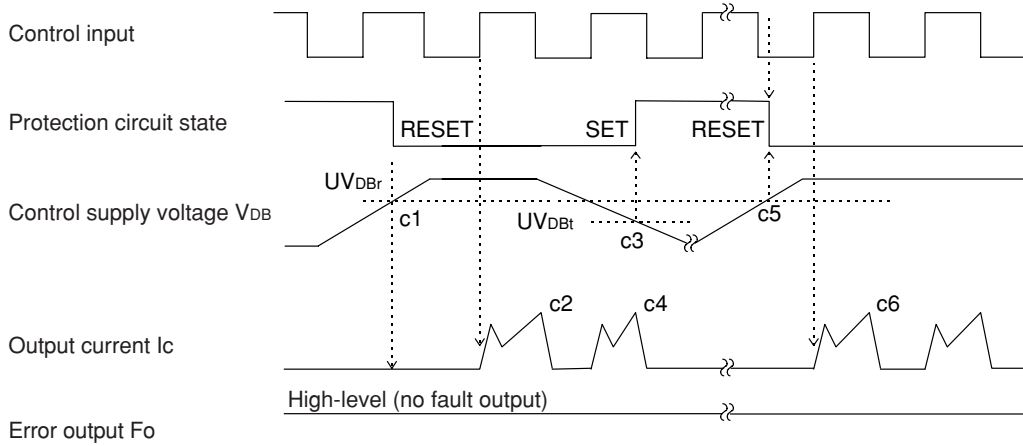 Control input
Protection circuit state
RESET
SET
RESET
UVDBr
Control supply voltage VDB
c1
UVDBt
c3
c5
c2
c4
c6
Output current Ic
High-level (no fault output)
Error output Fo